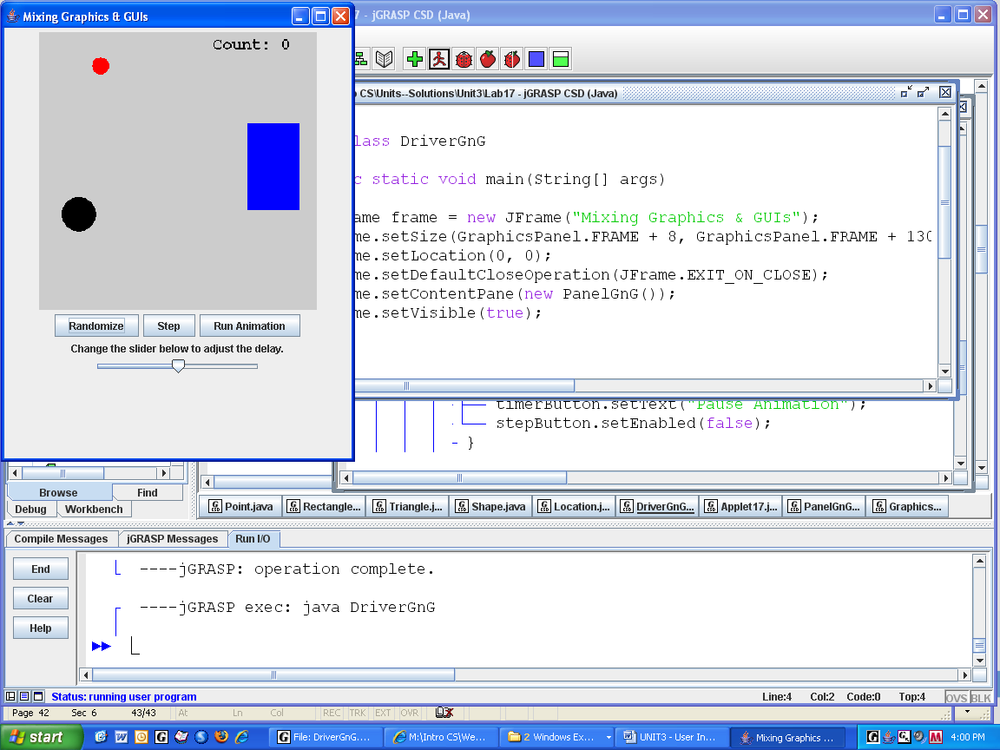 Mixing Graphics & GUIs
7 - jGRASP CSD (Java)
Count: 0
CS\Units--Solutions\Unit3\Lab17 - jGRASP CSD (Java)
lass DriverGnG
c static void main(String[] args)
ame frame = new JFrame("Mixing Graphics & GUIs");
me.setSize(GraphicsPanel.FRAME + 8, GraphicsPanel.FRAME + 130
me.setLocation(0, 0);
me.setDefaultCloseOperation(JFrame.EXIT_ON_CLOSE);
me.setContentPane(new PanelGnG());
me.setVisible(true);
Randomize Step Run Animation
Change the slider below to adjust the delay.
timerButton.setText("Pause Animation");
stepButton.setEnabled(false);
}
Browse Find
Debug Workbench
Point.java Rectangle... Triangle.j... Shape.java Location.j... DriverGnG... Applet17.j... PanelGnG... Graphics...
Compile Messages jGRASP Messages Run I/O
End
Clear
Help
----jGRASP: operation complete.
----jGRASP exec: java DriverGnG
Status: running user program
Line:4 Col:2 Code:0 Top:4 OVS BLK
Page 42 Sec 6 43/43 At Ln Col REC TRK EXT OVR
start File: DriverGnG.... M:\Intro CS\We... 2 Windows Ex... UNIT3 - User In... Mixing Graphics ... 4:00 PM